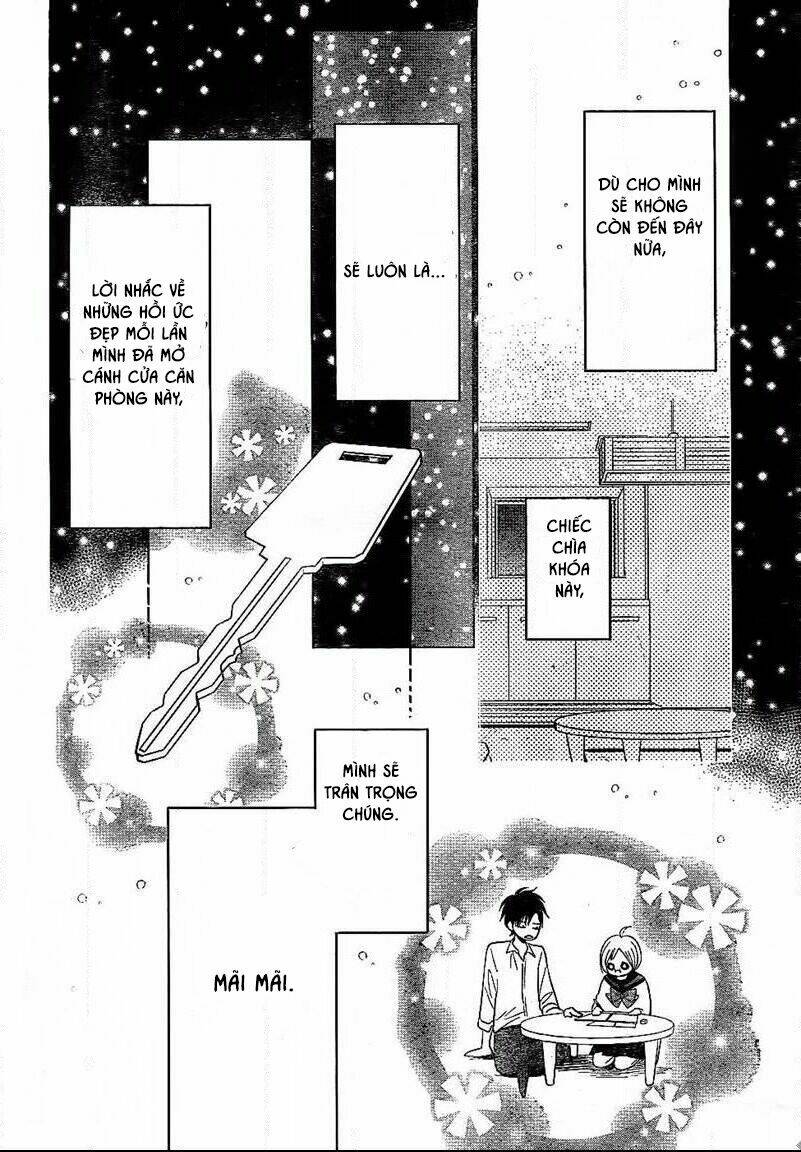 DÙ CHO MÌNH
SẼ KHÔNG
CÒN ĐẾN ĐÂY
NỮA,
CHIẾC
CHÌA
KHÓA
NÀY,
SẼ LUÔN LÀ...
LỜI NHẮC VỀ
NHỮNG HỒI ỨC
ĐẸP MỖI LẦN
MÌNH ĐÃ MỞ
CÁNH CỬA CĂN
PHÒNG NÀY,
MÌNH SẼ
TRÂN TRỌNG
CHÚNG.
MÃI MÃI.